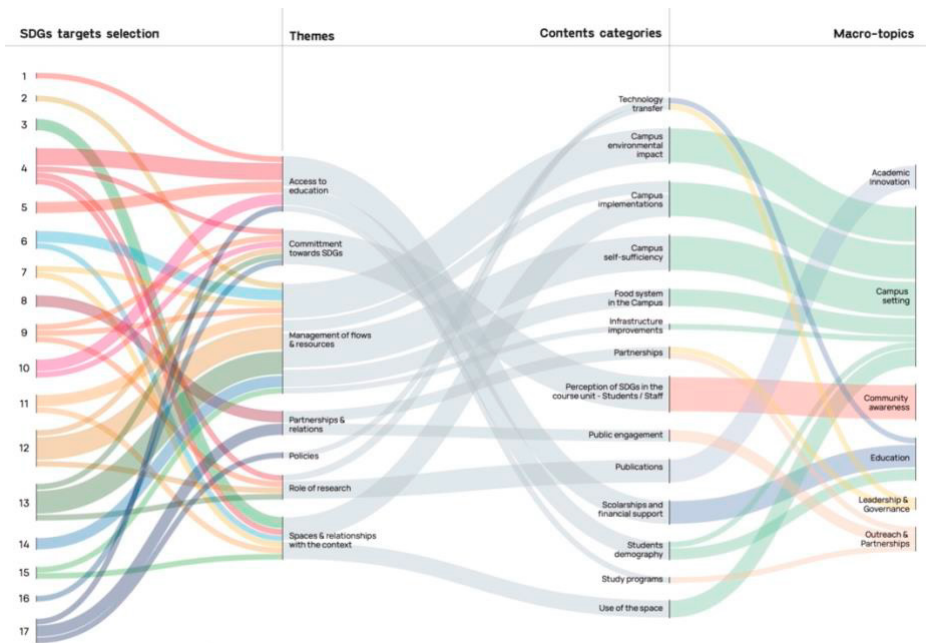 SDGs targets selection
Themes
Contents categories
Macro-topics
1
2
3
4
5
6
7
8
9
10
11
12
13
14
15
16
17
Access to
education
Committment
towards SDGs
Management of flows
& resources
Partnerships &
relations
Policies
Role of research
Spaces & relationships
with the context
Technology
transfer
Campus
environmental
impact
Campus
implementations
Campus
self-sufficiency
Food system
in the Campus
Infrastructure
improvements
Partnerships
Perception of SDGs in the
course unit - Students / Staff
Public engagement
Publications
Scolarships and
financial support
Students
demography
Study programs
Use of the space
Academic
Innovation
Campus
setting
Community
awareness
Education
Leadership &
Governance
Outreach &
Partnerships